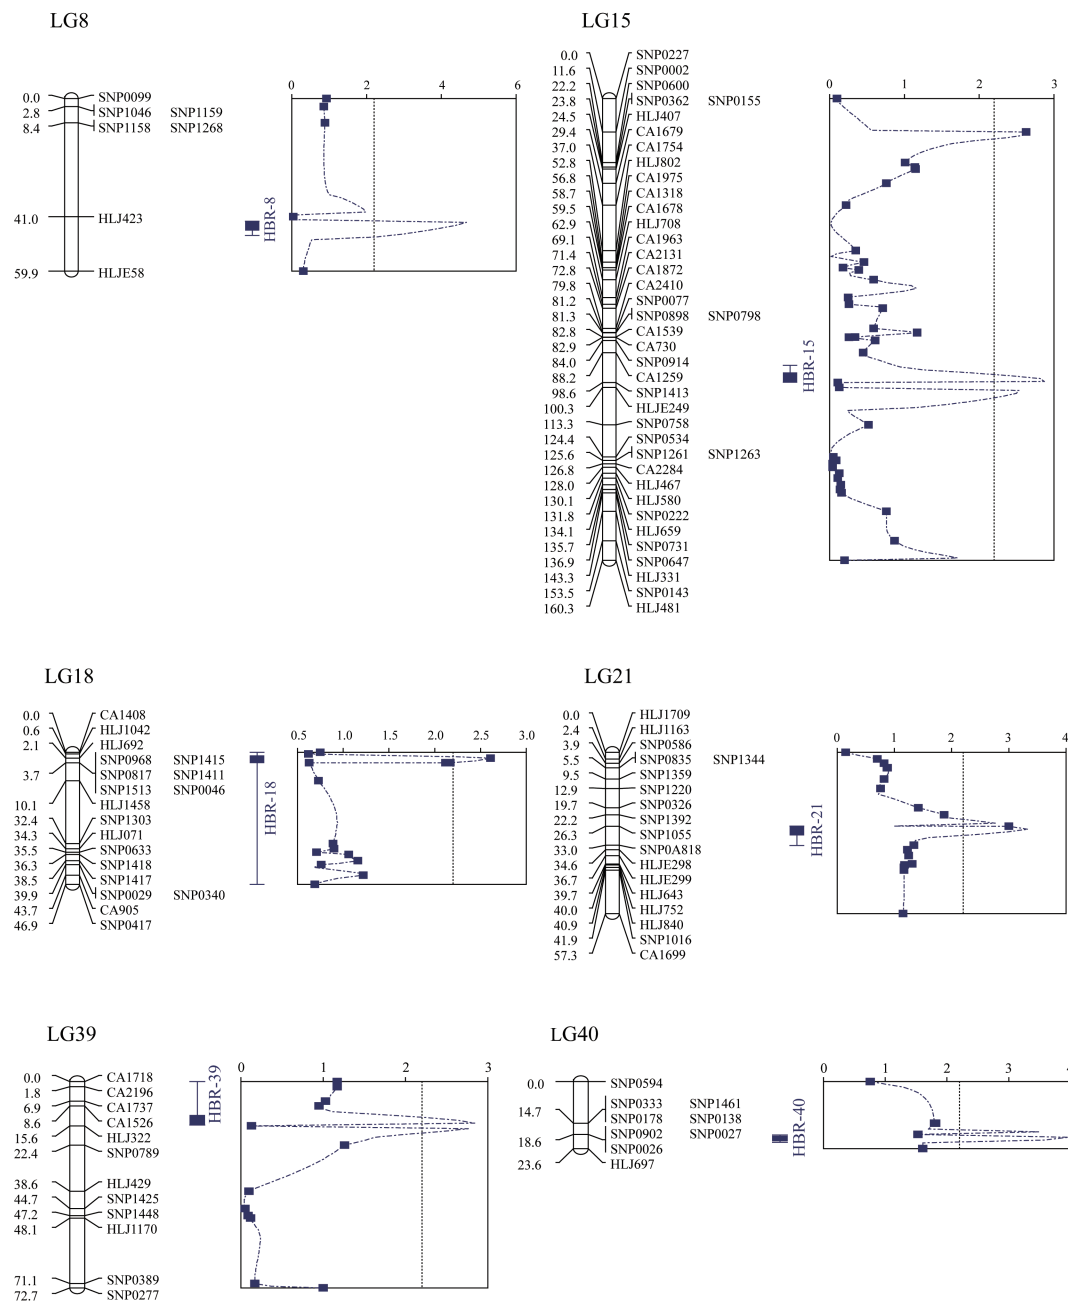 LG8
0 2 4 6
0.0 SNP0099
2.8 SNP1046 SNP1159
8.4 SNP1158 SNP1268
41.0 HLJ423
59.9 HLJE58
HBR-8
LG15
0 1 2 3
0.0 SNP0227
11.6 SNP0002
22.2 SNP0600
23.8 SNP0362 SNP0155
24.5 HLJ407
29.4 CA1679
37.0 CA1754
52.8 HLJ802
56.8 CA1975
58.7 CA1318
59.5 CA1678
62.9 HLJ708
69.1 CA1963
71.4 CA2131
72.8 CA1872
79.8 CA2410
81.2 SNP0077
81.3 SNP0898 SNP0798
82.8 CA1539
82.9 CA730
84.0 SNP0914
88.2 CA1259
98.6 SNP1413
100.3 HLJE249
113.3 SNP0758
124.4 SNP0534
125.6 SNP1261 SNP1263
126.8 CA2284
128.0 HLJ467
130.1 HLJ580
131.8 SNP0222
134.1 HLJ659
135.7 SNP0731
136.9 SNP0647
143.3 HLJ331
153.5 SNP0143
160.3 HLJ481
HBR-15
LG18
0.5 1.0 1.5 2.0 2.5 3.0
0.0 CA1408
0.6 HLJ1042
2.1 HLJ692
SNP0968 SNP1415
3.7 SNP0817 SNP1411
SNP1513 SNP0046
10.1 HLJ1458
32.4 SNP1303
34.3 HLJ071
35.5 SNP0633
36.3 SNP1418
38.5 SNP1417
39.9 SNP0029 SNP0340
43.7 CA905
46.9 SNP0417
HBR-18
LG21
0 1 2 3 4
0.0 HLJ1709
2.4 HLJ1163
3.9 SNP0586
5.5 SNP0835 SNP1344
9.5 SNP1359
12.9 SNP1220
19.7 SNP0326
22.2 SNP1392
26.3 SNP1055
33.0 SNP0A818
34.6 HLJE298
36.7 HLJE299
39.7 HLJ643
40.0 HLJ752
40.9 HLJ840
41.9 SNP1016
57.3 CA1699
HBR-21
LG39
0 1 2 3
0.0 CA1718
1.8 CA2196
6.9 CA1737
8.6 CA1526
15.6 HLJ322
22.4 SNP0789
38.6 HLJ429
44.7 SNP1425
47.2 SNP1448
48.1 HLJ1170
71.1 SNP0389
72.7 SNP0277
HBR-39
LG40
0 1 2 3 4
0.0 SNP0594
SNP0333 SNP1461
14.7 SNP0178 SNP0138
SNP0902 SNP0027
18.6 SNP0026
23.6 HLJ697
HBR-40